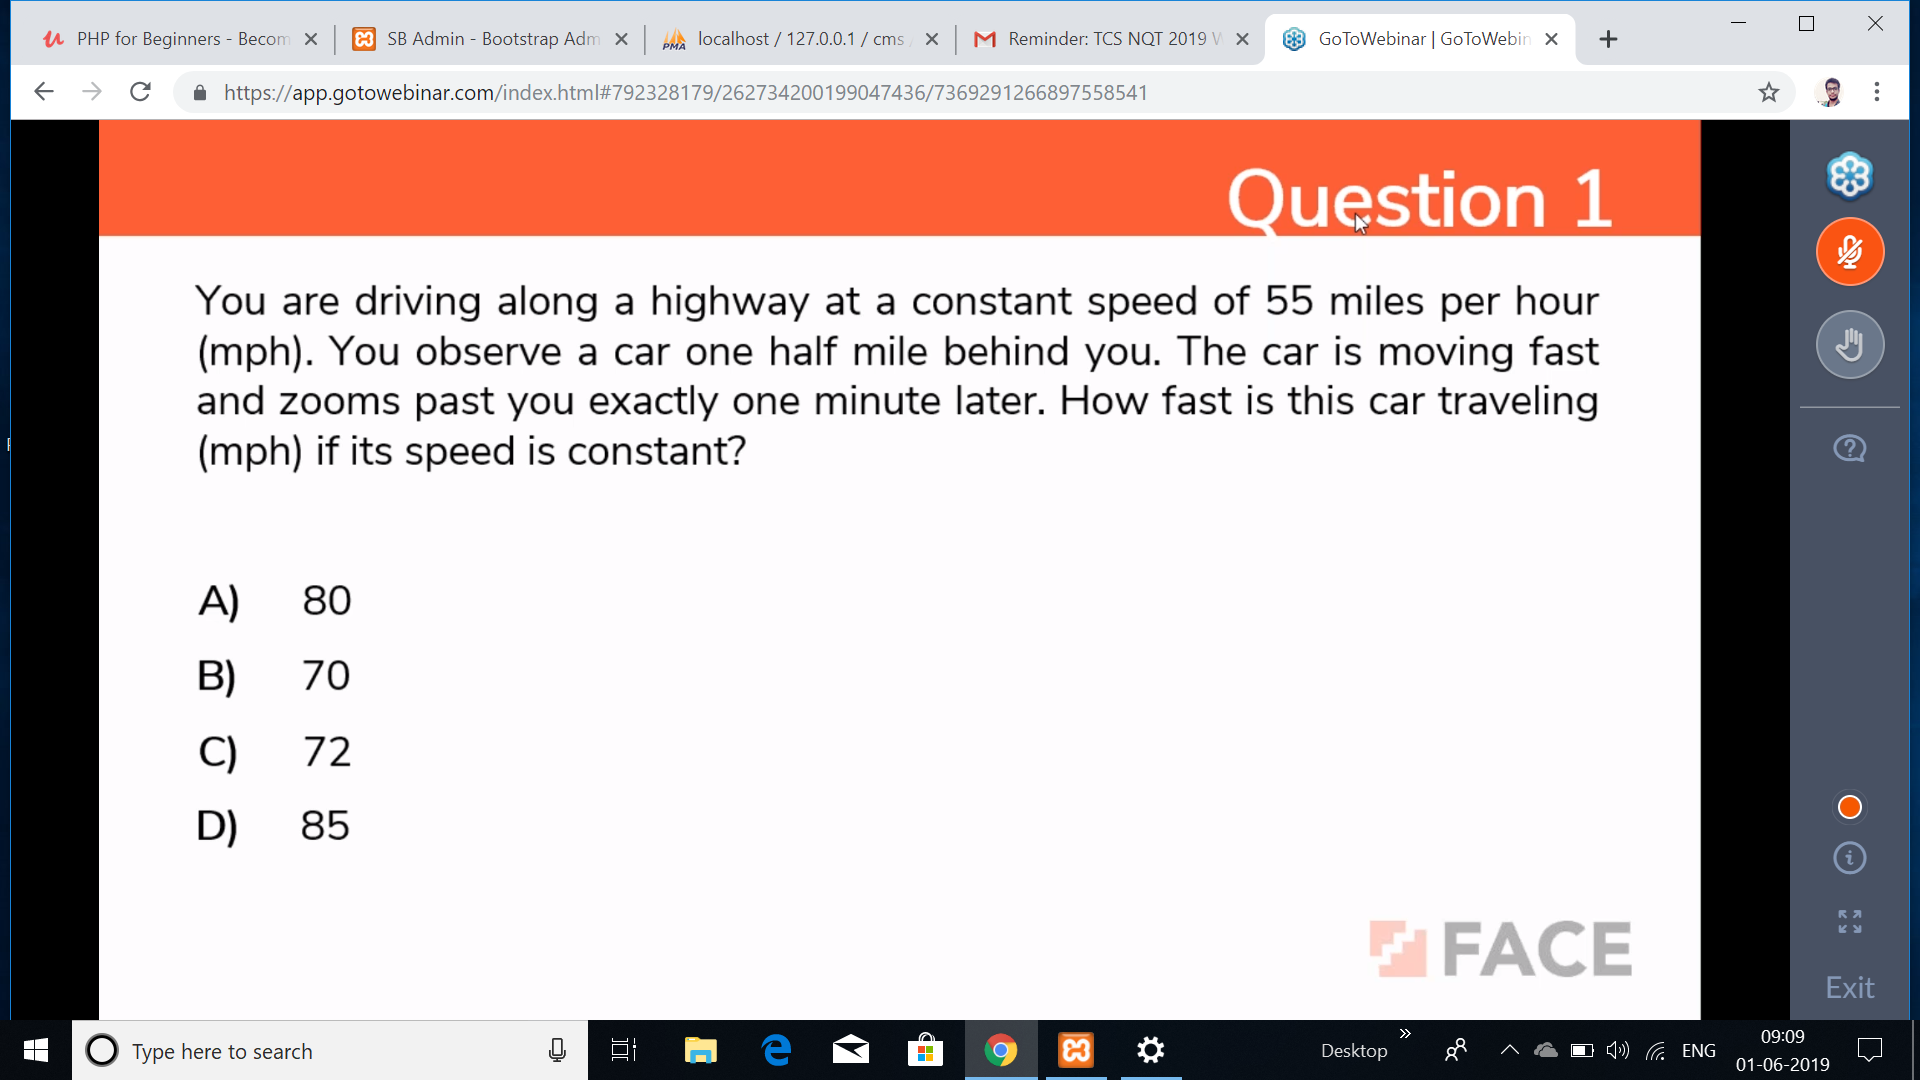 PHP for Beginners - Becom
SB Admin - Bootstrap Adm
PMA localhost / 127.0.0.1 / cms
Reminder: TCS NQT 2019 W
GoToWebinar | GoToWebin
https://app.gotowebinar.com/index.html#792328179/262734200199047436/7369291266897558541
Question 1
You are driving along a highway at a constant speed of 55 miles per hour
(mph). You observe a car one half mile behind you. The car is moving fast
and zooms past you exactly one minute later. How fast is this car traveling
(mph) if its speed is constant?
A) 80
B) 70
C) 72
D) 85
FACE
Exit
Type here to search
Desktop
ENG
09:09
01-06-2019